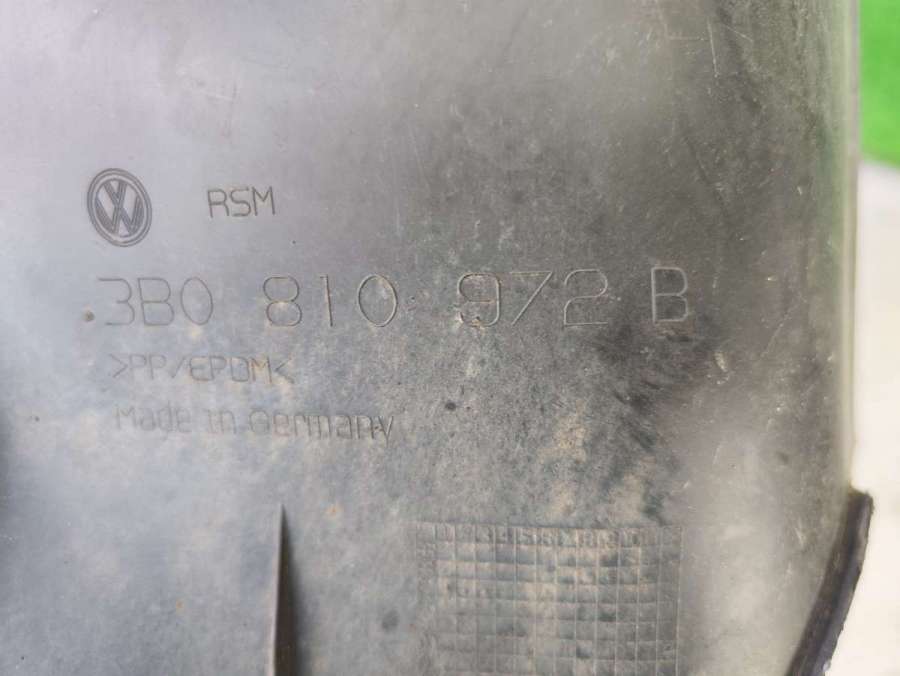 RSM
3B0 810 972 B
>PP/EPDM<
Made in Germany